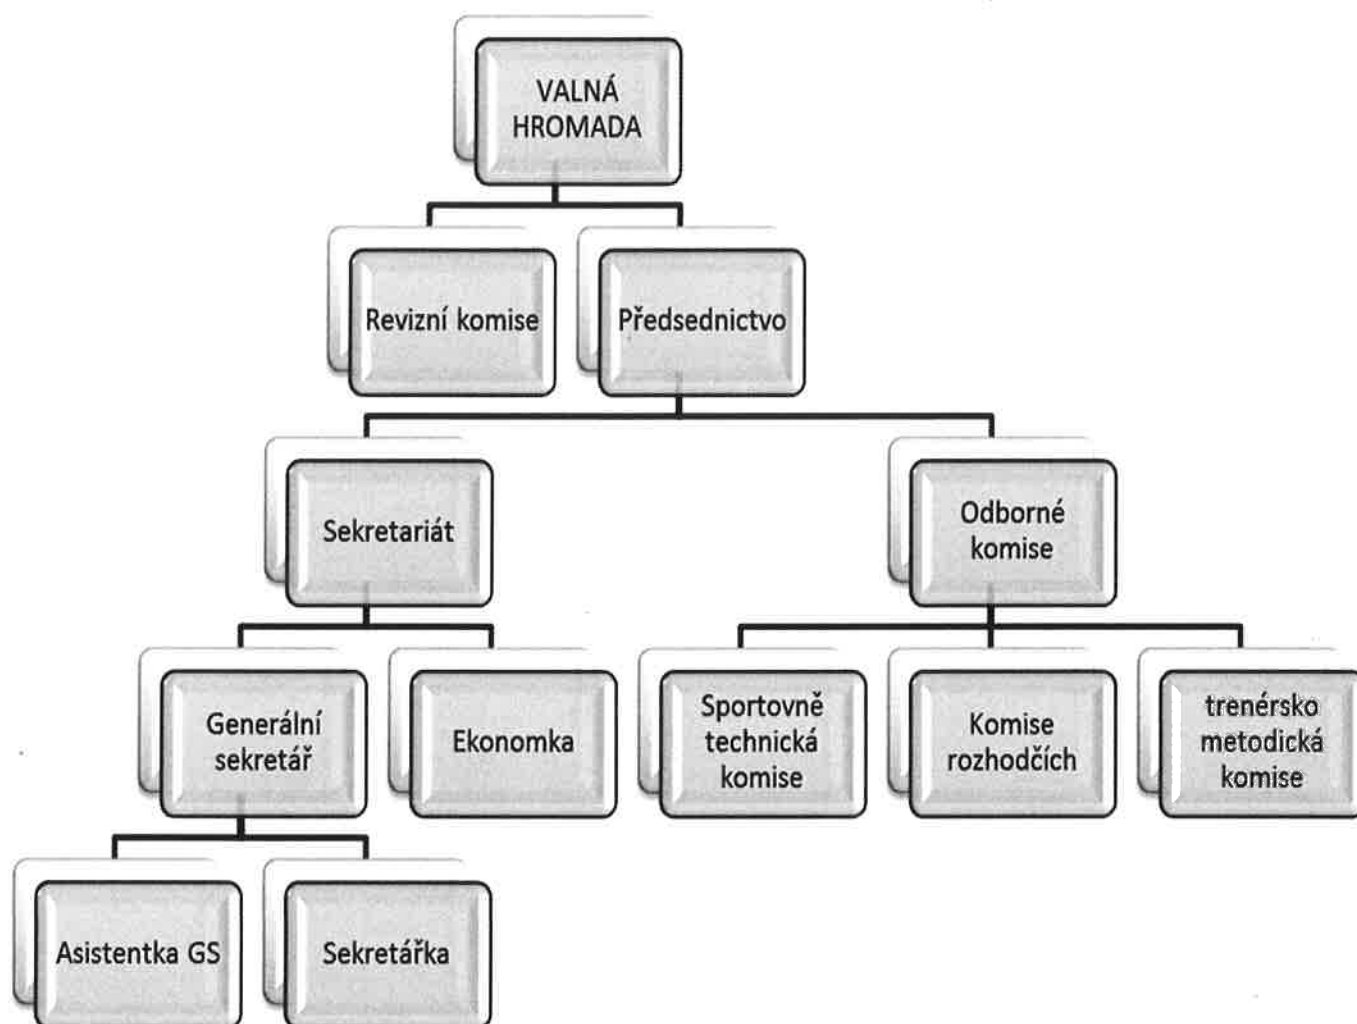 VALNÁ
HROMADA
Revizní komise
Předsednictvo
Sekretariát
Odborné
komise
Generální
sekretář
Ekonomka
Sportovně
technická
komise
Komise
rozhodčích
trenérsko
metodická
komise
Asistentka GS
Sekretářka